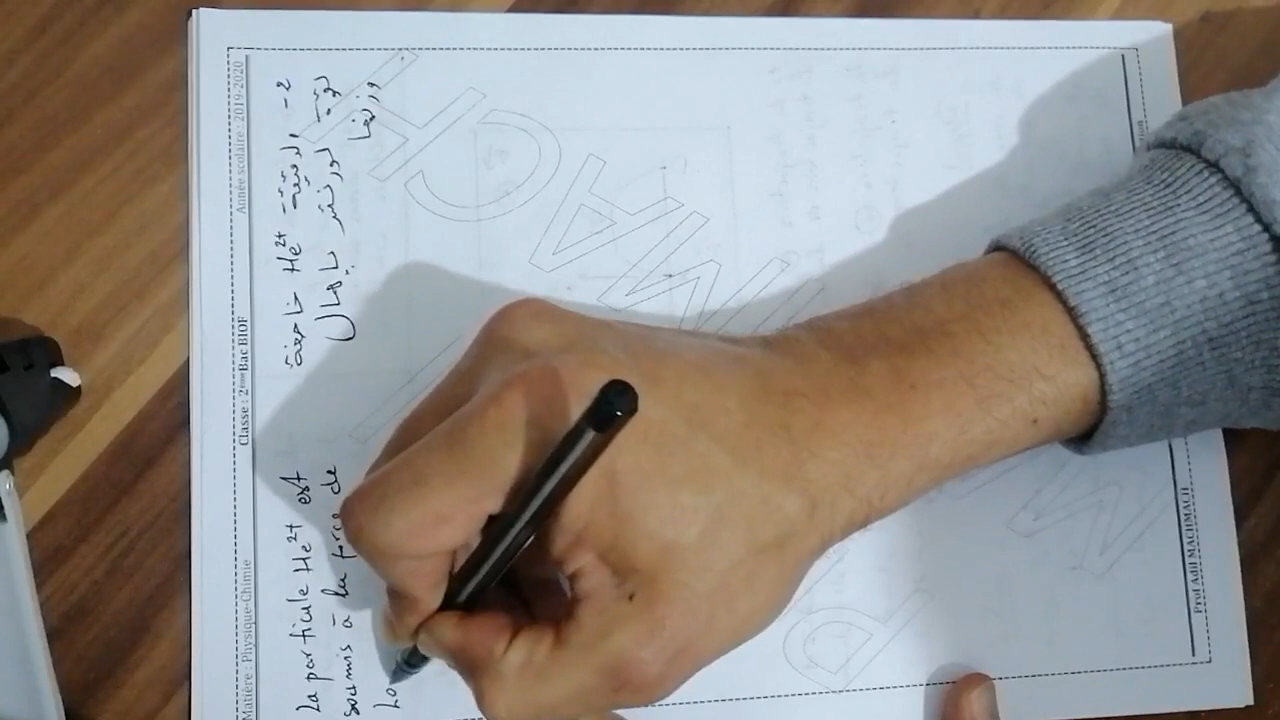 Matière : Physique-Chimie Classe : 2ème Bac BIOF Année scolaire : 2019-2020
La particule He²⁺ est
soumis à la force de
Lo
2 - الدقيقة He²⁺ خاضعة
لقوة لورنتز باهمال
وزنها
Prof Adil MACHMACH